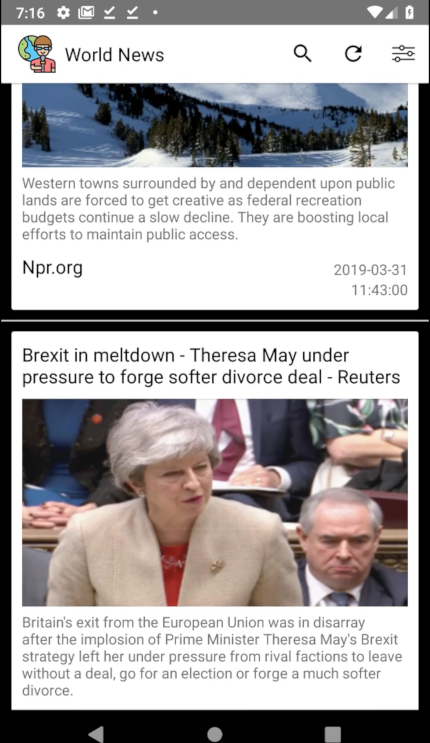 7:16
World News
Western towns surrounded by and dependent upon public
lands are forced to get creative as federal recreation
budgets continue a slow decline. They are boosting local
efforts to maintain public access.
Npr.org
2019-03-31
11:43:00
Brexit in meltdown - Theresa May under
pressure to forge softer divorce deal - Reuters
Britain's exit from the European Union was in disarray
after the implosion of Prime Minister Theresa May's Brexit
strategy left her under pressure from rival factions to leave
without a deal, go for an election or forge a much softer
divorce.